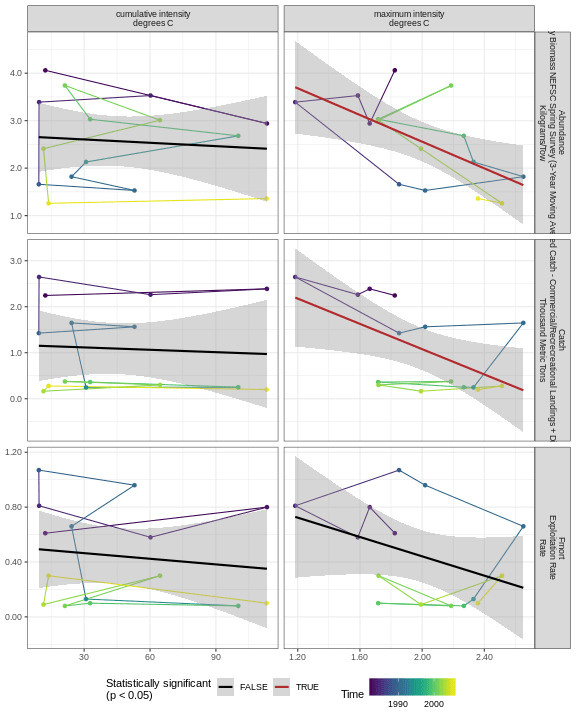 cumulative intensity
degrees C
maximum intensity
degrees C
4.0
3.0
2.0
1.0
Abundance
y Biomass NEFSC Spring Survey (3-Year Moving Ave
Kilograms/Tow
3.0
2.0
1.0
0.0
Catch
ed Catch - Commercial/Recreational Landings + D
Thousand Metric Tons
1.20
0.80
0.40
0.00
Fmort
Exploitation Rate
Rate
30
60
90
1.20
1.60
2.00
2.40
Statistically significant
(p < 0.05)
FALSE
TRUE
Time
1990
2000